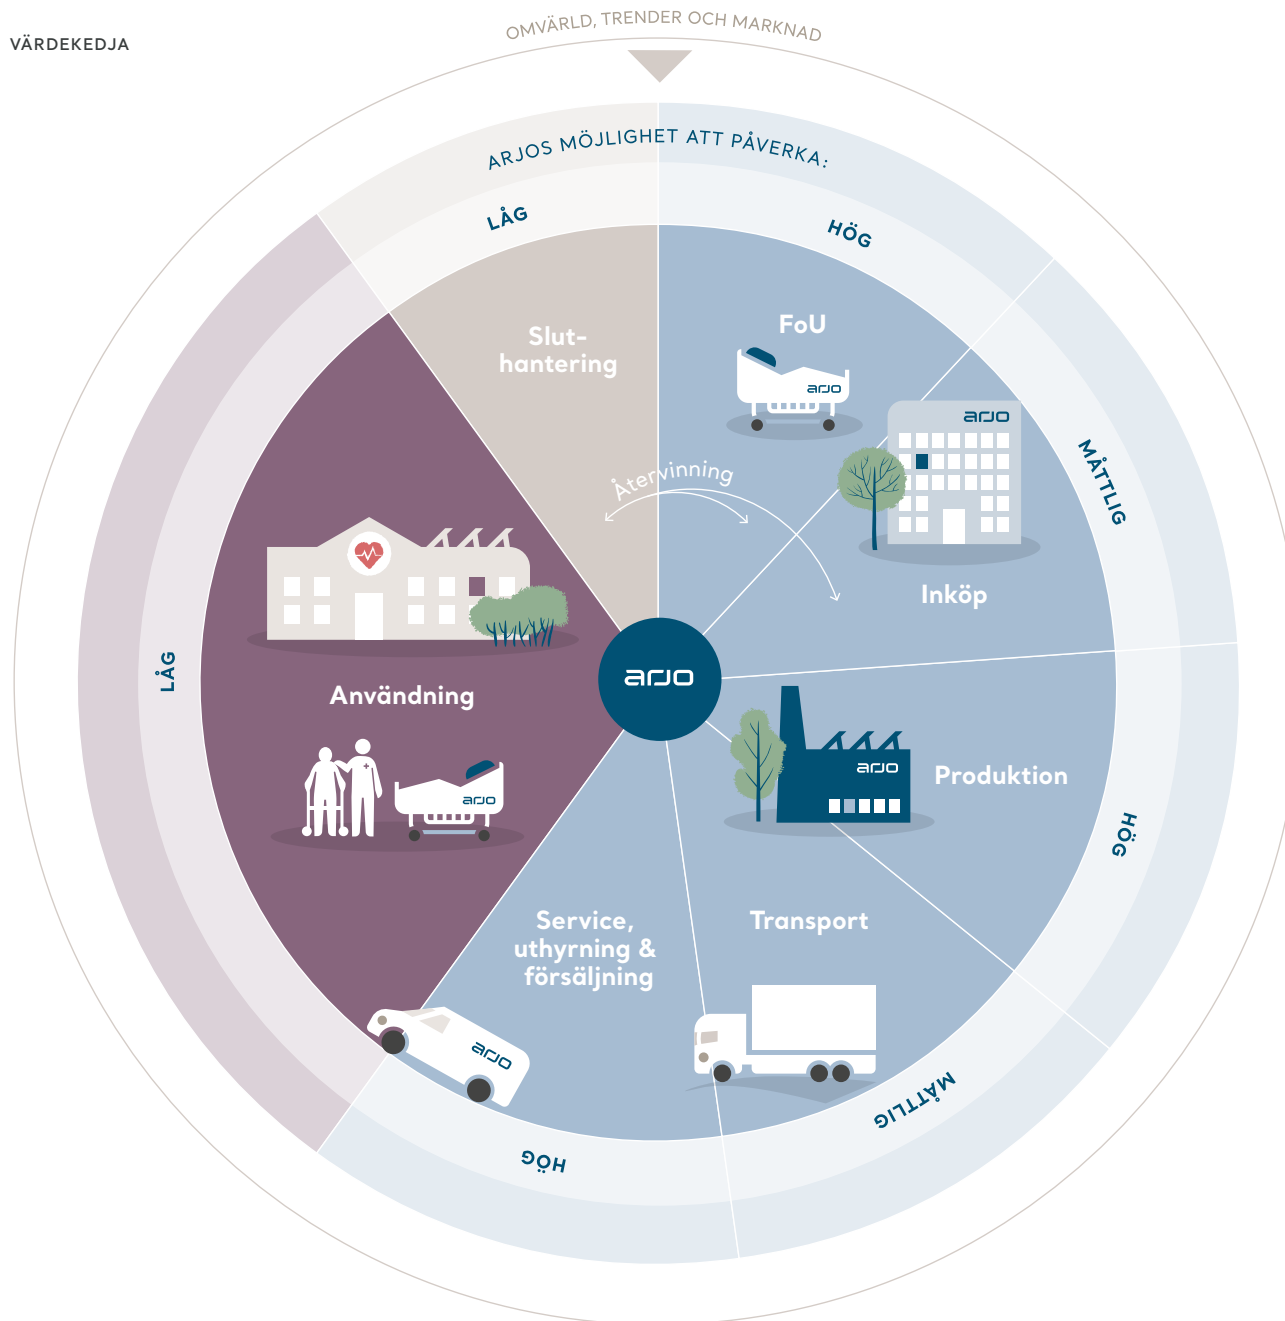 VÄRDEKEDJA
OMVÄRLD, TRENDER OCH MARKNAD
ARJOS MÖJLIGHET ATT PÅVERKA:
LÅG
HÖG
FoU
arjo
Slut-
hantering
Återvinning
arjo
MÅTTLIG
Inköp
LÅG
Användning
arjo
arjo
arjo
Produktion
HÖG
Service,
uthyrning &
försäljning
Transport
arjo
MÅTTLIG
HÖG